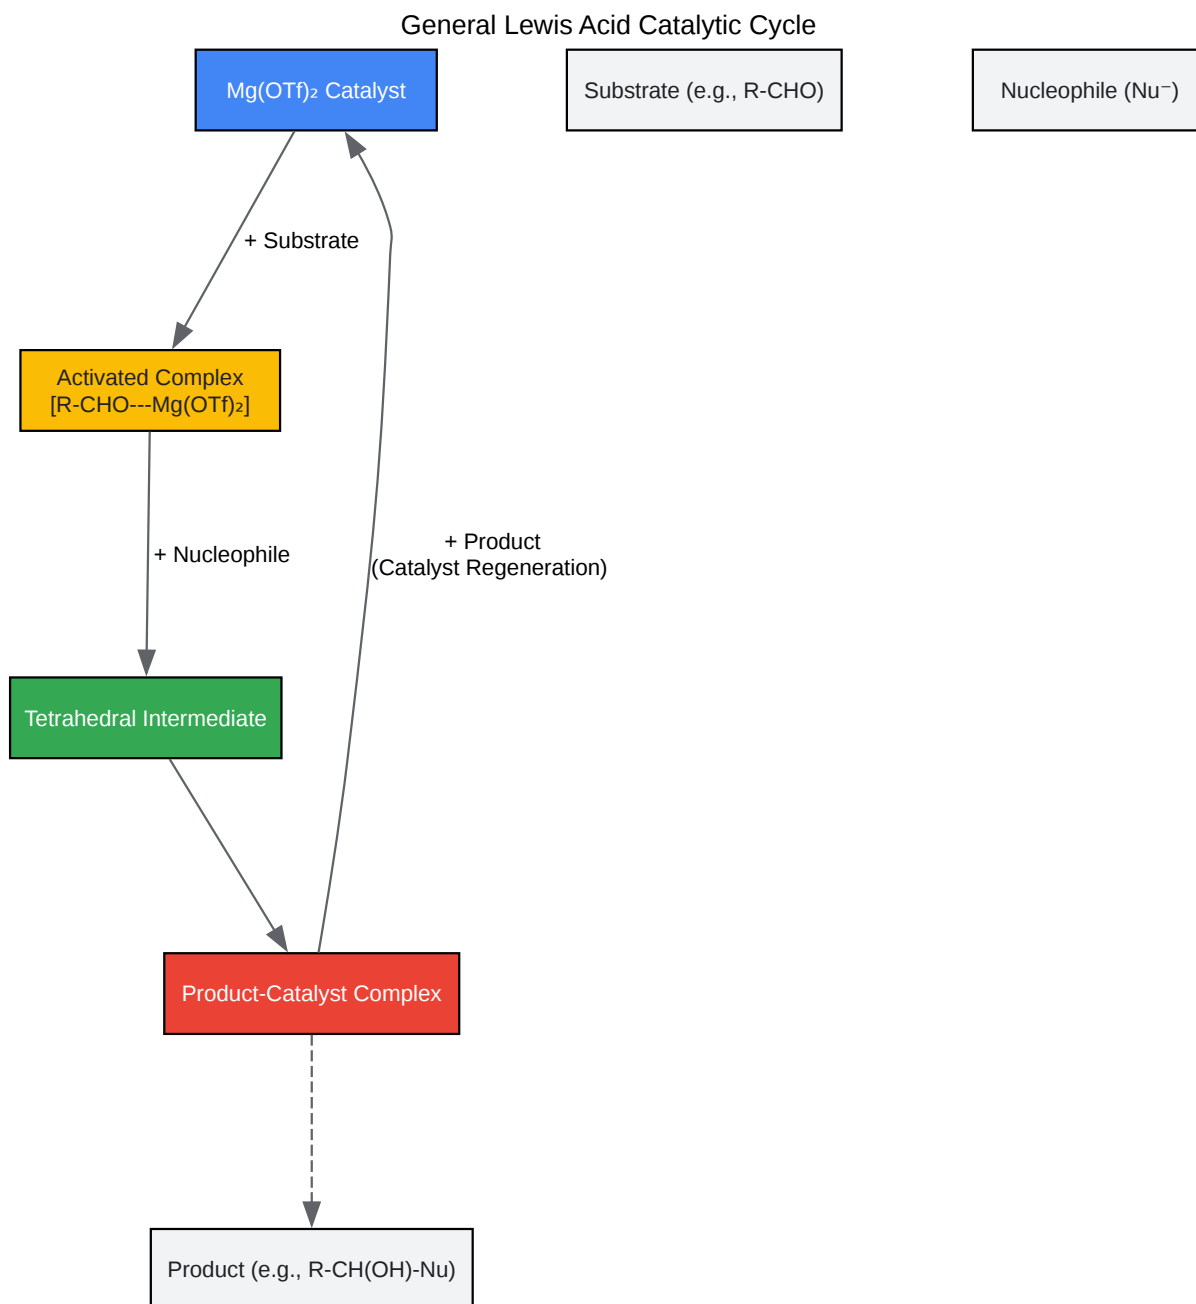 General Lewis Acid Catalytic Cycle
Mg(OTf)₂ Catalyst
Substrate (e.g., R-CHO)
Nucleophile (Nu⁻)
+ Substrate
Activated Complex
[R-CHO---Mg(OTf)₂]
+ Nucleophile
+ Product
(Catalyst Regeneration)
Tetrahedral Intermediate
Product-Catalyst Complex
Product (e.g., R-CH(OH)-Nu)